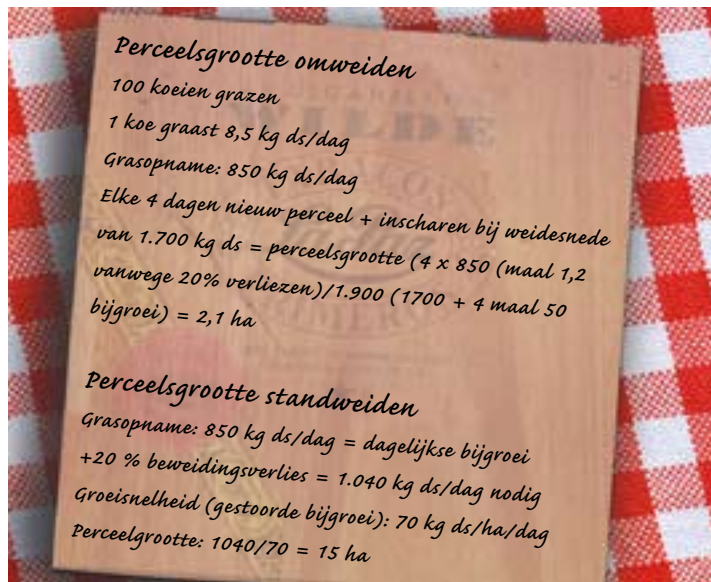 Perceelsgrootte omweiden
100 koeien grazen
1 koe graast 8,5 kg ds/dag
Grasopname: 850 kg ds/dag
Elke 4 dagen nieuw perceel + inscharen bij weidesnede
van 1.700 kg ds = perceelsgrootte (4 x 850 (maal 1,2
vanwege 20% verliezen)/1.900 (1700 + 4 maal 50
bijgroei) = 2,1 ha
Perceelsgrootte standweiden
Grasopname: 850 kg ds/dag = dagelijkse bijgroei
+20 % beweidingsverlies = 1.040 kg ds/dag nodig
Groeisnelheid (gestoorde bijgroei): 70 kg ds/ha/dag
Perceelgrootte: 1040/70 = 15 ha